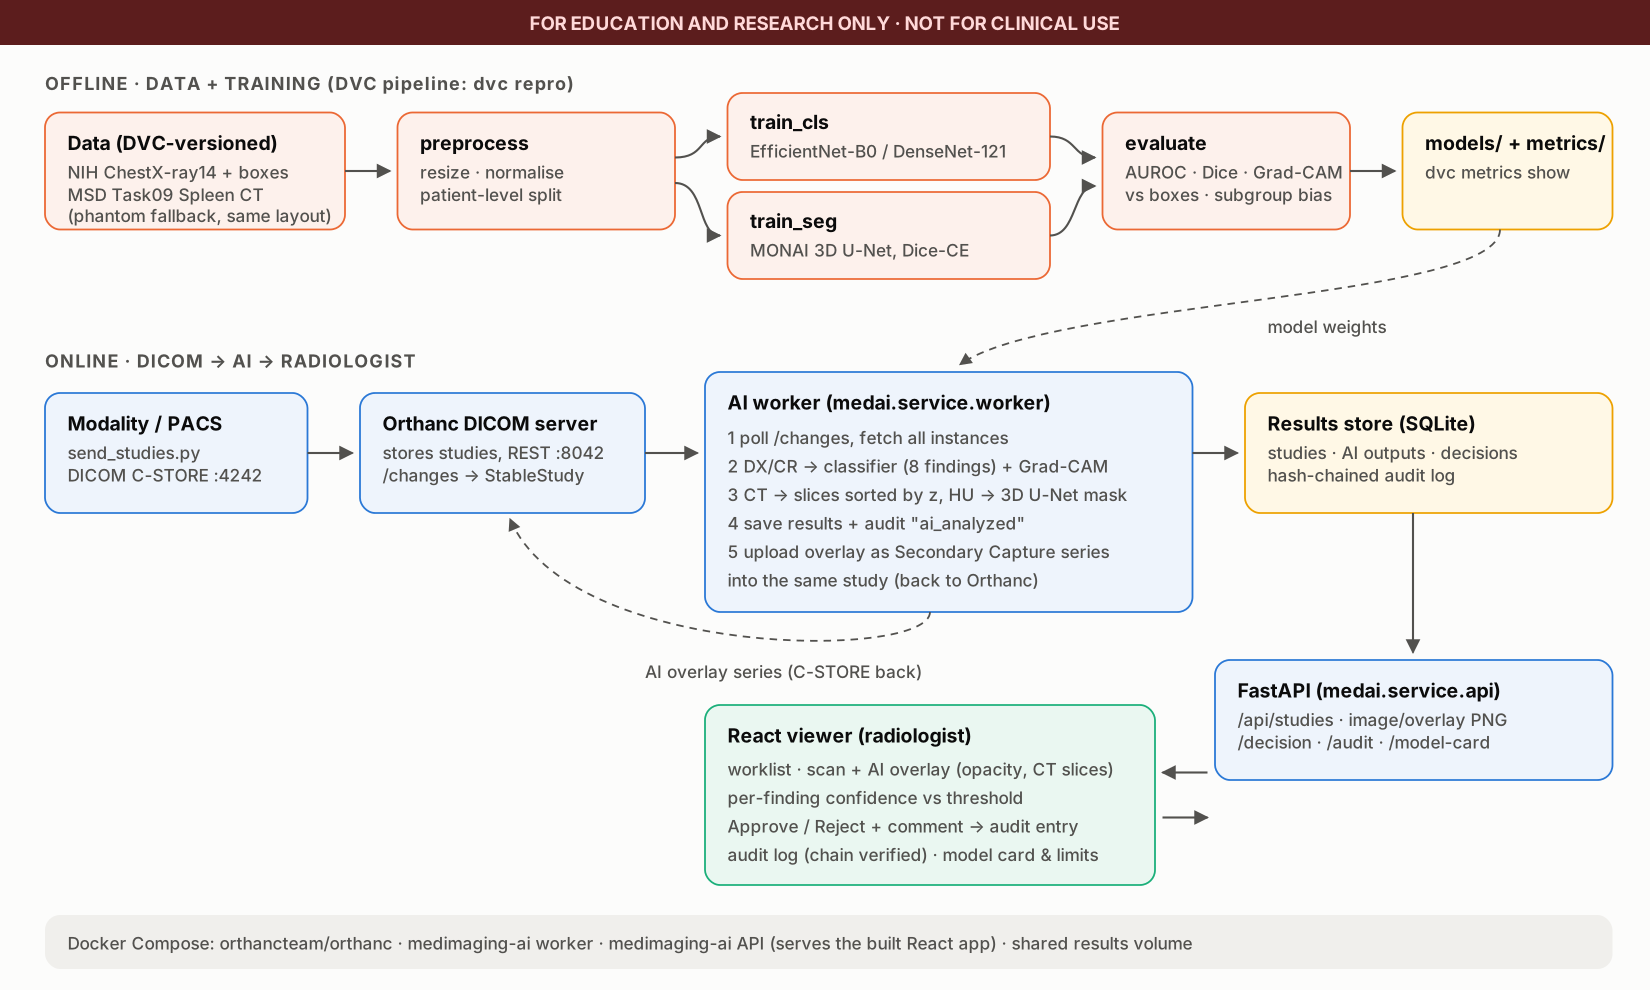 FOR EDUCATION AND RESEARCH ONLY · NOT FOR CLINICAL USE
OFFLINE · DATA + TRAINING (DVC pipeline: dvc repro)
Data (DVC-versioned)
NIH ChestX-ray14 + boxes
MSD Task09 Spleen CT
(phantom fallback, same layout)
preprocess
resize · normalise
patient-level split
train_cls
EfficientNet-B0 / DenseNet-121
train_seg
MONAI 3D U-Net, Dice-CE
evaluate
AUROC · Dice · Grad-CAM
vs boxes · subgroup bias
models/ + metrics/
dvc metrics show
model weights
ONLINE · DICOM → AI → RADIOLOGIST
Modality / PACS
send_studies.py
DICOM C-STORE :4242
Orthanc DICOM server
stores studies, REST :8042
/changes → StableStudy
AI worker (medai.service.worker)
1 poll /changes, fetch all instances
2 DX/CR → classifier (8 findings) + Grad-CAM
3 CT → slices sorted by z, HU → 3D U-Net mask
4 save results + audit "ai_analyzed"
5 upload overlay as Secondary Capture series
into the same study (back to Orthanc)
Results store (SQLite)
studies · AI outputs · decisions
hash-chained audit log
AI overlay series (C-STORE back)
FastAPI (medai.service.api)
/api/studies · image/overlay PNG
/decision · /audit · /model-card
React viewer (radiologist)
worklist · scan + AI overlay (opacity, CT slices)
per-finding confidence vs threshold
Approve / Reject + comment → audit entry
audit log (chain verified) · model card & limits
Docker Compose: orthancteam/orthanc · medimaging-ai worker · medimaging-ai API (serves the built React app) · shared results volume